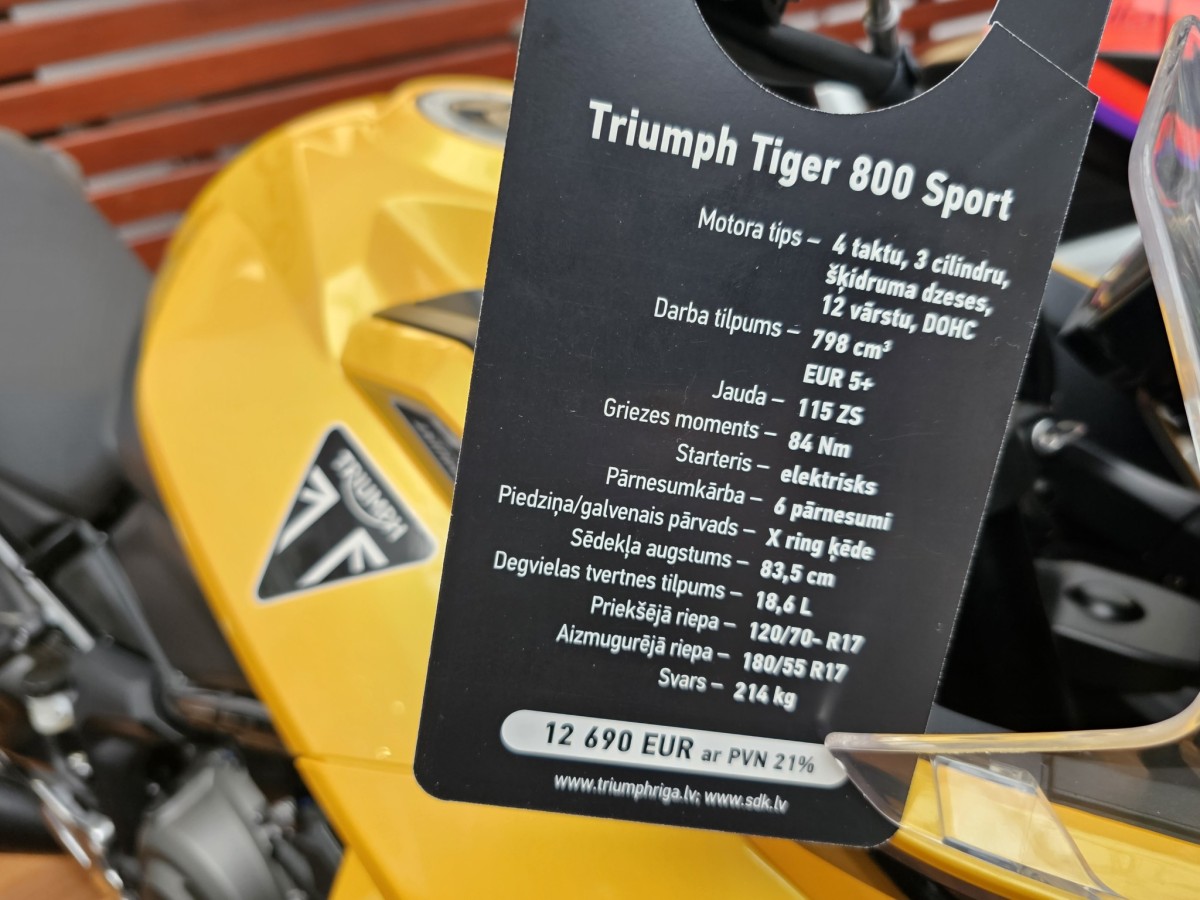 Triumph Tiger 800 Sport
Motora tips – 4 taktu, 3 cilindru,
šķidruma dzeses,
12 vārstu, DOHC
Darba tilpums – 798 cm³
EUR 5+
Jauda – 115 ZS
Griezes moments – 84 Nm
Starteris – elektrisks
Pārnesumkārba – 6 pārnesumi
Piedziņa/galvenais pārvads – X ring ķēde
Sēdekļa augstums – 83,5 cm
Degvielas tvertnes tilpums – 18,6 L
Priekšējā riepa – 120/70- R17
Aizmugurējā riepa – 180/55 R17
Svars – 214 kg
12 690 EUR ar PVN 21%
www.triumphriga.lv; www.sdk.lv
TRIUMPH